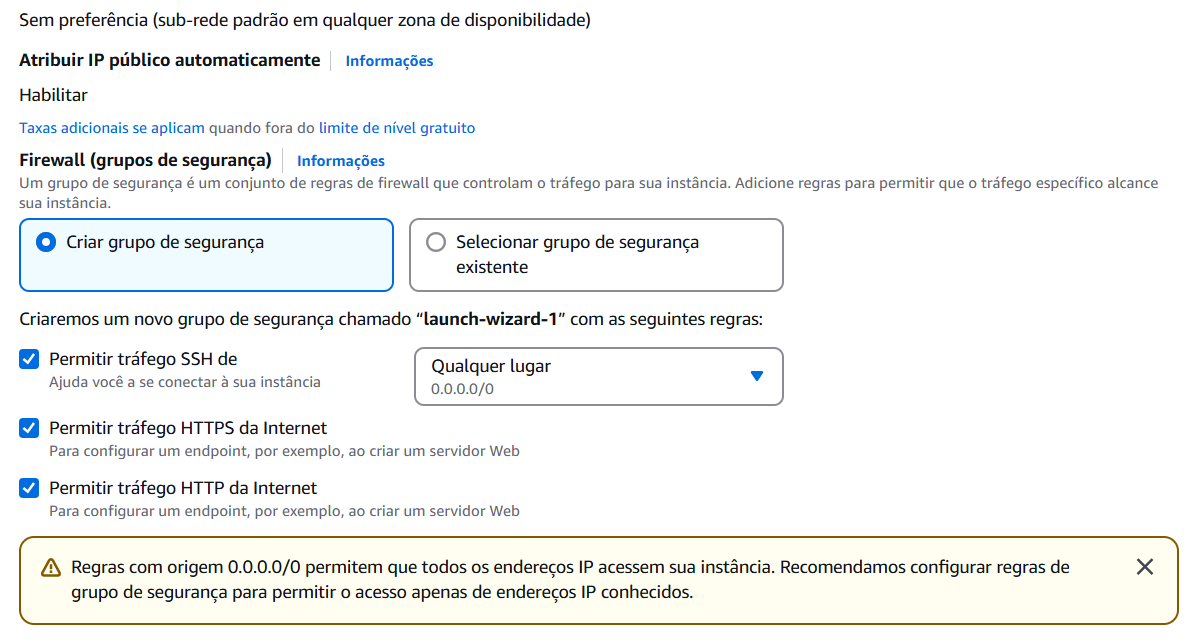 Sem preferência (sub-rede padrão em qualquer zona de disponibilidade)
Atribuir IP público automaticamente Informações
Habilitar
Taxas adicionais se aplicam quando fora do limite de nível gratuito
Firewall (grupos de segurança) Informações
Um grupo de segurança é um conjunto de regras de firewall que controlam o tráfego para sua instância. Adicione regras para permitir que o tráfego específico alcance
sua instância.
Criar grupo de segurança
Selecionar grupo de segurança
existente
Criaremos um novo grupo de segurança chamado “launch-wizard-1” com as seguintes regras:
Permitir tráfego SSH de
Ajuda você a se conectar à sua instância
Qualquer lugar
0.0.0.0/0
Permitir tráfego HTTPS da Internet
Para configurar um endpoint, por exemplo, ao criar um servidor Web
Permitir tráfego HTTP da Internet
Para configurar um endpoint, por exemplo, ao criar um servidor Web
Regras com origem 0.0.0.0/0 permitem que todos os endereços IP acessem sua instância. Recomendamos configurar regras de
grupo de segurança para permitir o acesso apenas de endereços IP conhecidos.